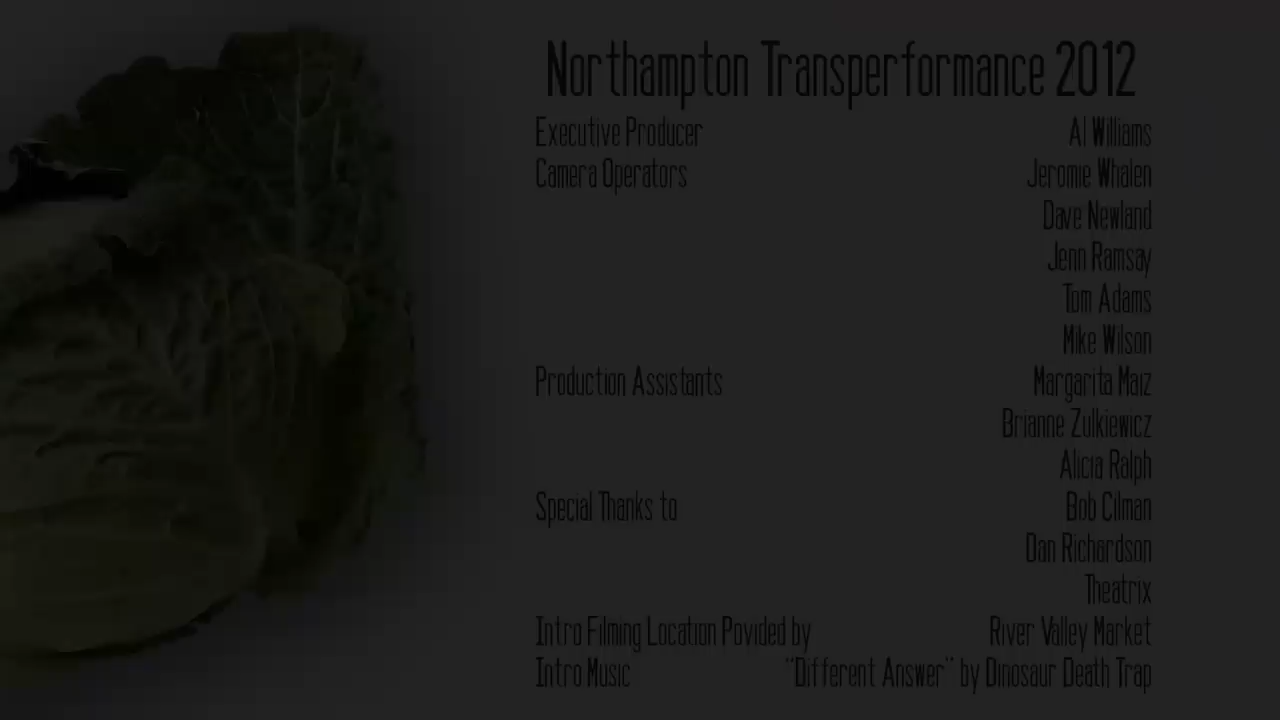 Northampton Transperformance 2012
Executive Producer Al Williams
Camera Operators Jeromie Whalen
Dave Newland
Jenn Ramsay
Tom Adams
Mike Wilson
Production Assistants Margarita Maiz
Brianne Zulkiewicz
Alicia Ralph
Special Thanks to Bob Cilman
Dan Richardson
Theatrix
Intro Filming Location Povided by River Valley Market
Intro Music "Different Answer" by Dinosaur Death Trap